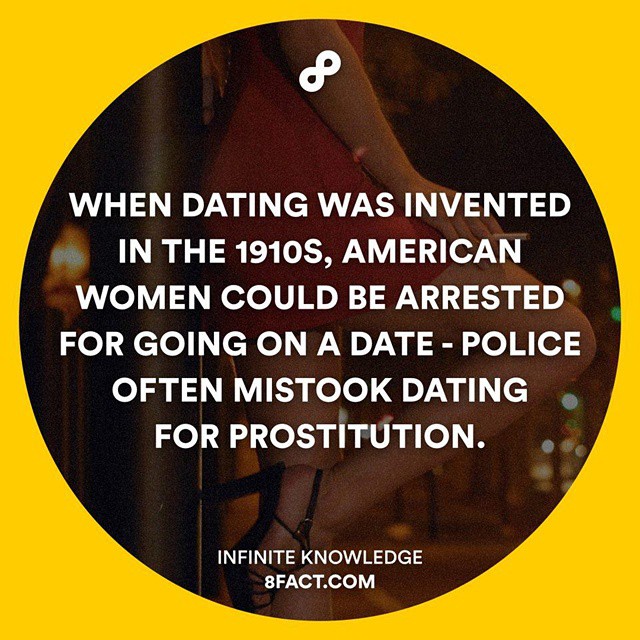 WHEN DATING WAS INVENTED
IN THE 1910S, AMERICAN
WOMEN COULD BE ARRESTED
FOR GOING ON A DATE - POLICE
OFTEN MISTOOK DATING
FOR PROSTITUTION.
INFINITE KNOWLEDGE
8FACT.COM